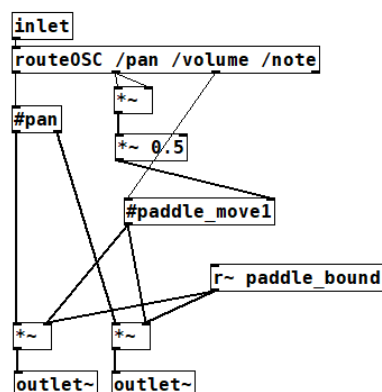 inlet
routeOSC /pan /volume /note
*~
#pan
*~ 0.5
#paddle_move1
r~ paddle_bound
*~ *~
outlet~ outlet~